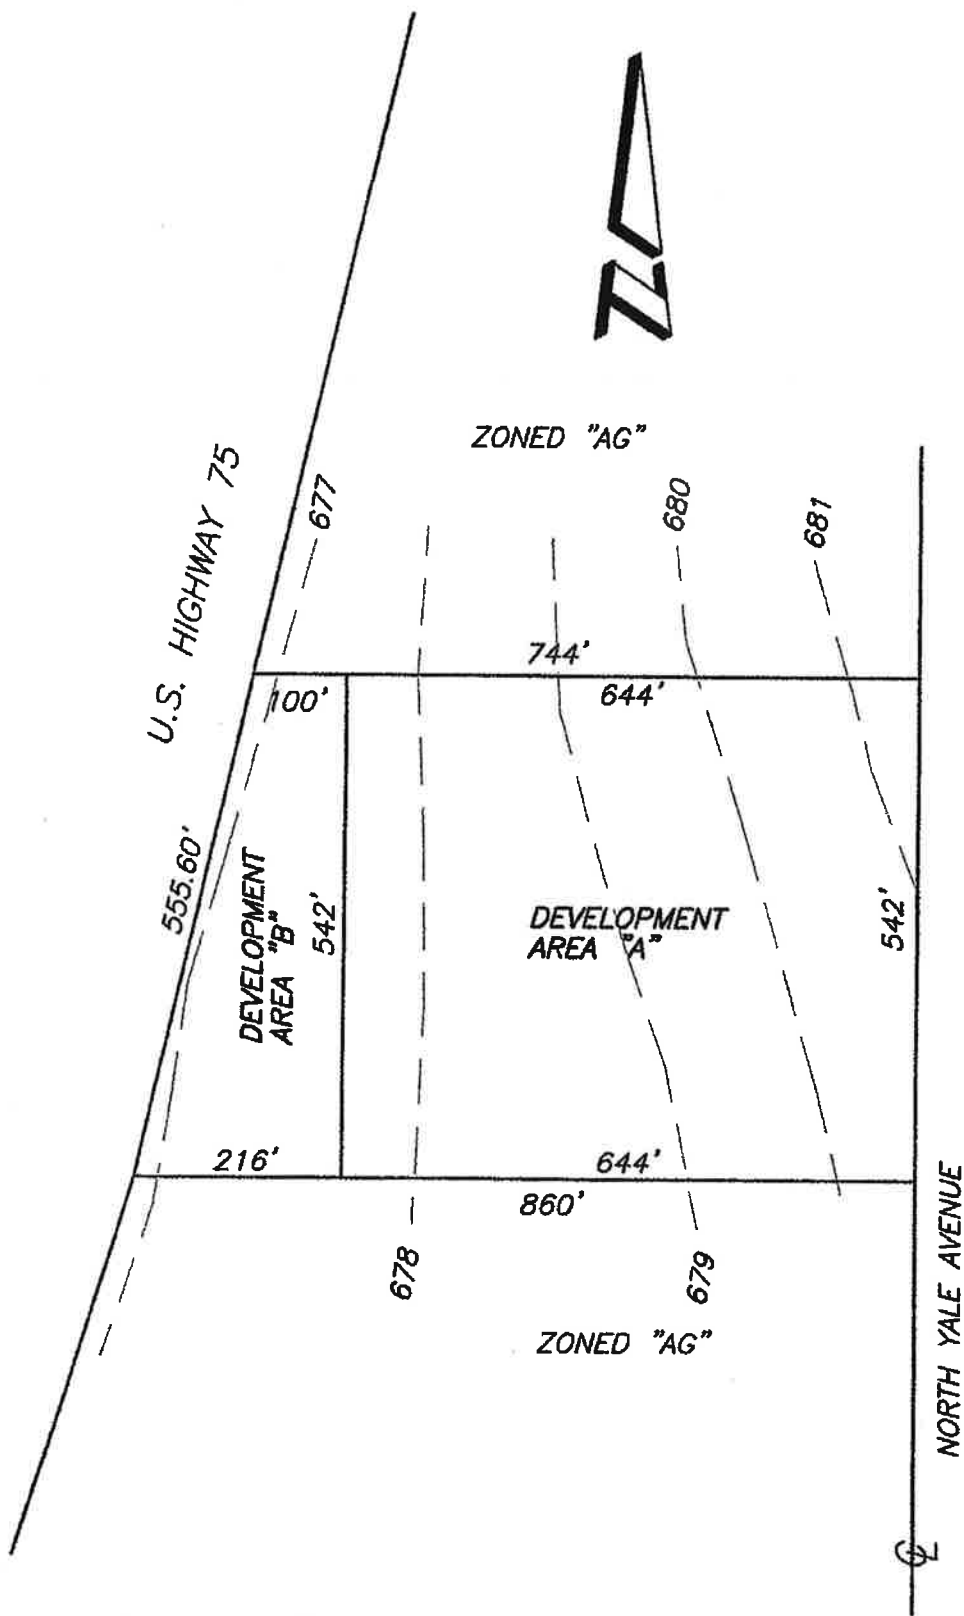 ZONED "AG"
U.S. HIGHWAY 75
677
680
681
744'
100'
644'
555.60'
DEVELOPMENT
AREA "B"
542'
DEVELOPMENT
AREA "A"
542'
216'
644'
860'
678
679
ZONED "AG"
NORTH YALE AVENUE
℄